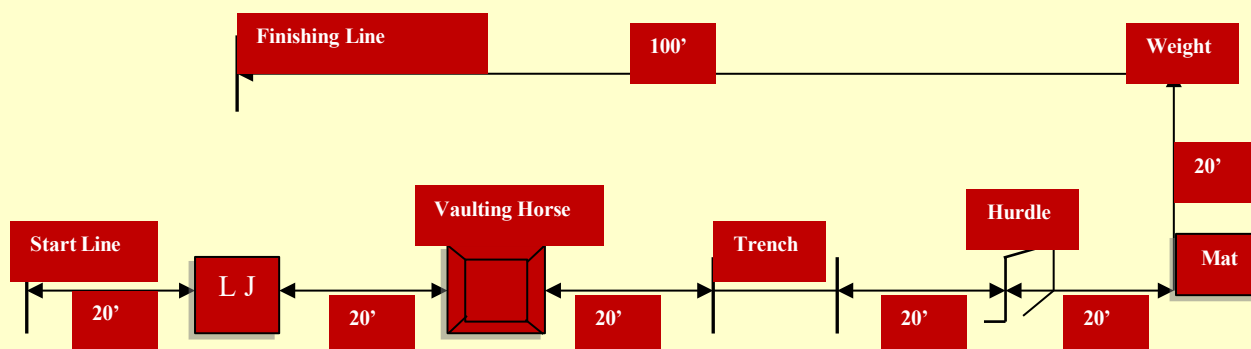 Finishing Line
100’
Weight
20’
Vaulting Horse
Hurdle
Start Line
Trench
Mat
L J
20’
20’
20’
20’
20’